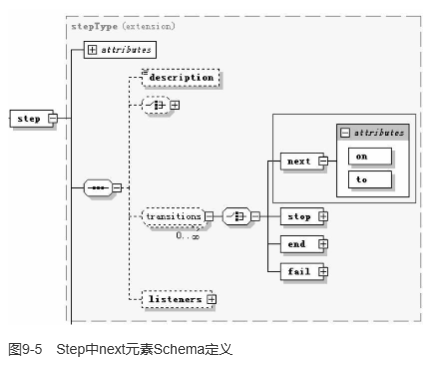 stepType (extension)
attributes
description
step
attributes
next
on
to
transitions
0..∞
stop
end
fail
listeners
图9-5 Step中next元素Schema定义